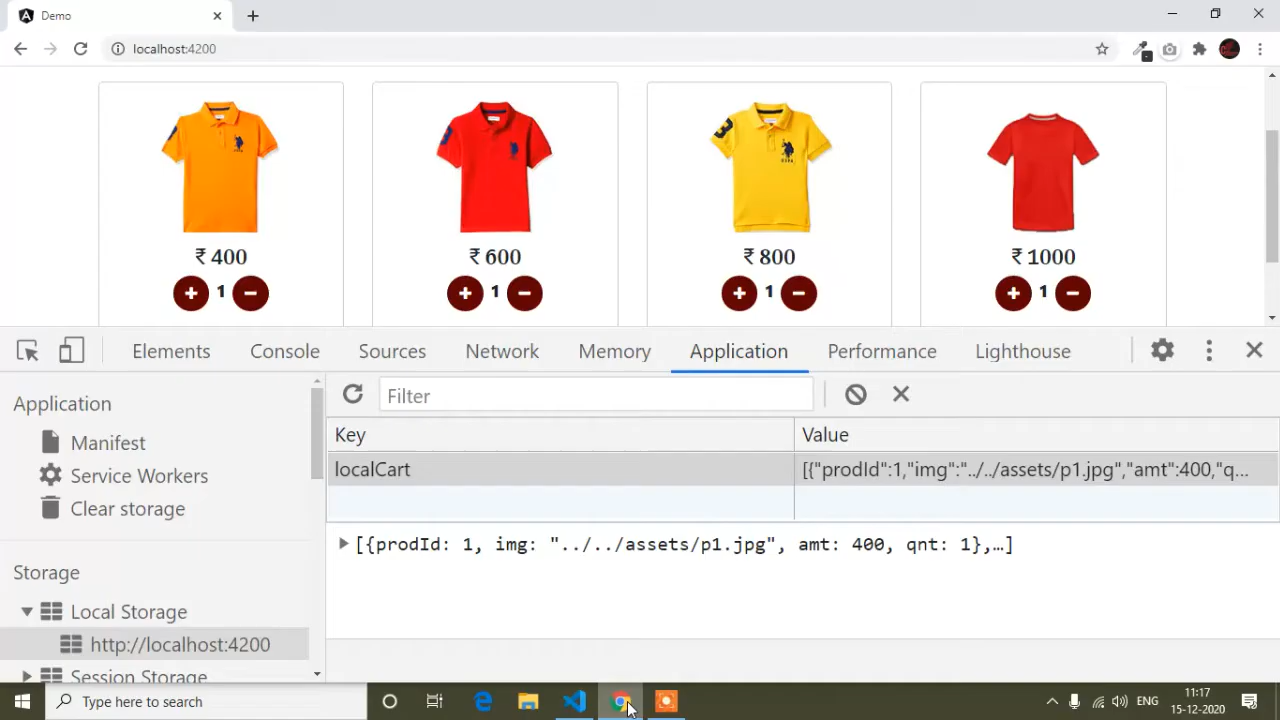 Demo
localhost:4200
₹ 400 ₹ 600 ₹ 800 ₹ 1000
+ 1 − + 1 − + 1 − + 1 −
Elements Console Sources Network Memory Application Performance Lighthouse
Application
Manifest
Service Workers
Clear storage
Storage
Local Storage
http://localhost:4200
Session Storage
Filter
Key Value
localCart [{"prodId":1,"img":"../../assets/p1.jpg","amt":400,"q...
[{prodId: 1, img: "../../assets/p1.jpg", amt: 400, qnt: 1},…]
Type here to search
ENG
11:17
15-12-2020